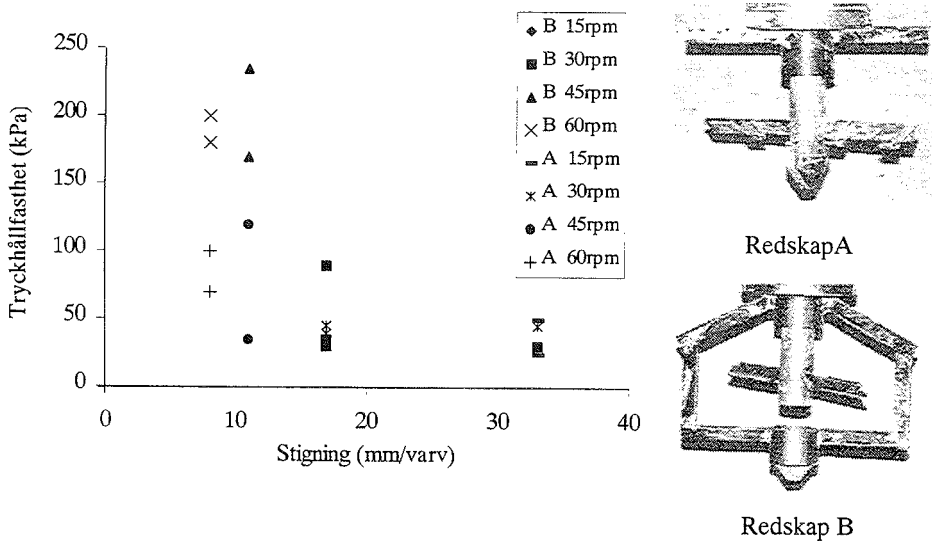 Tryckhållfasthet (kPa)
250
200
150
100
50
0
0
10
20
30
40
Stigning (mm/varv)
B 15rpm
B 30rpm
B 45rpm
B 60rpm
A 15rpm
A 30rpm
A 45rpm
A 60rpm
RedskapA
Redskap B